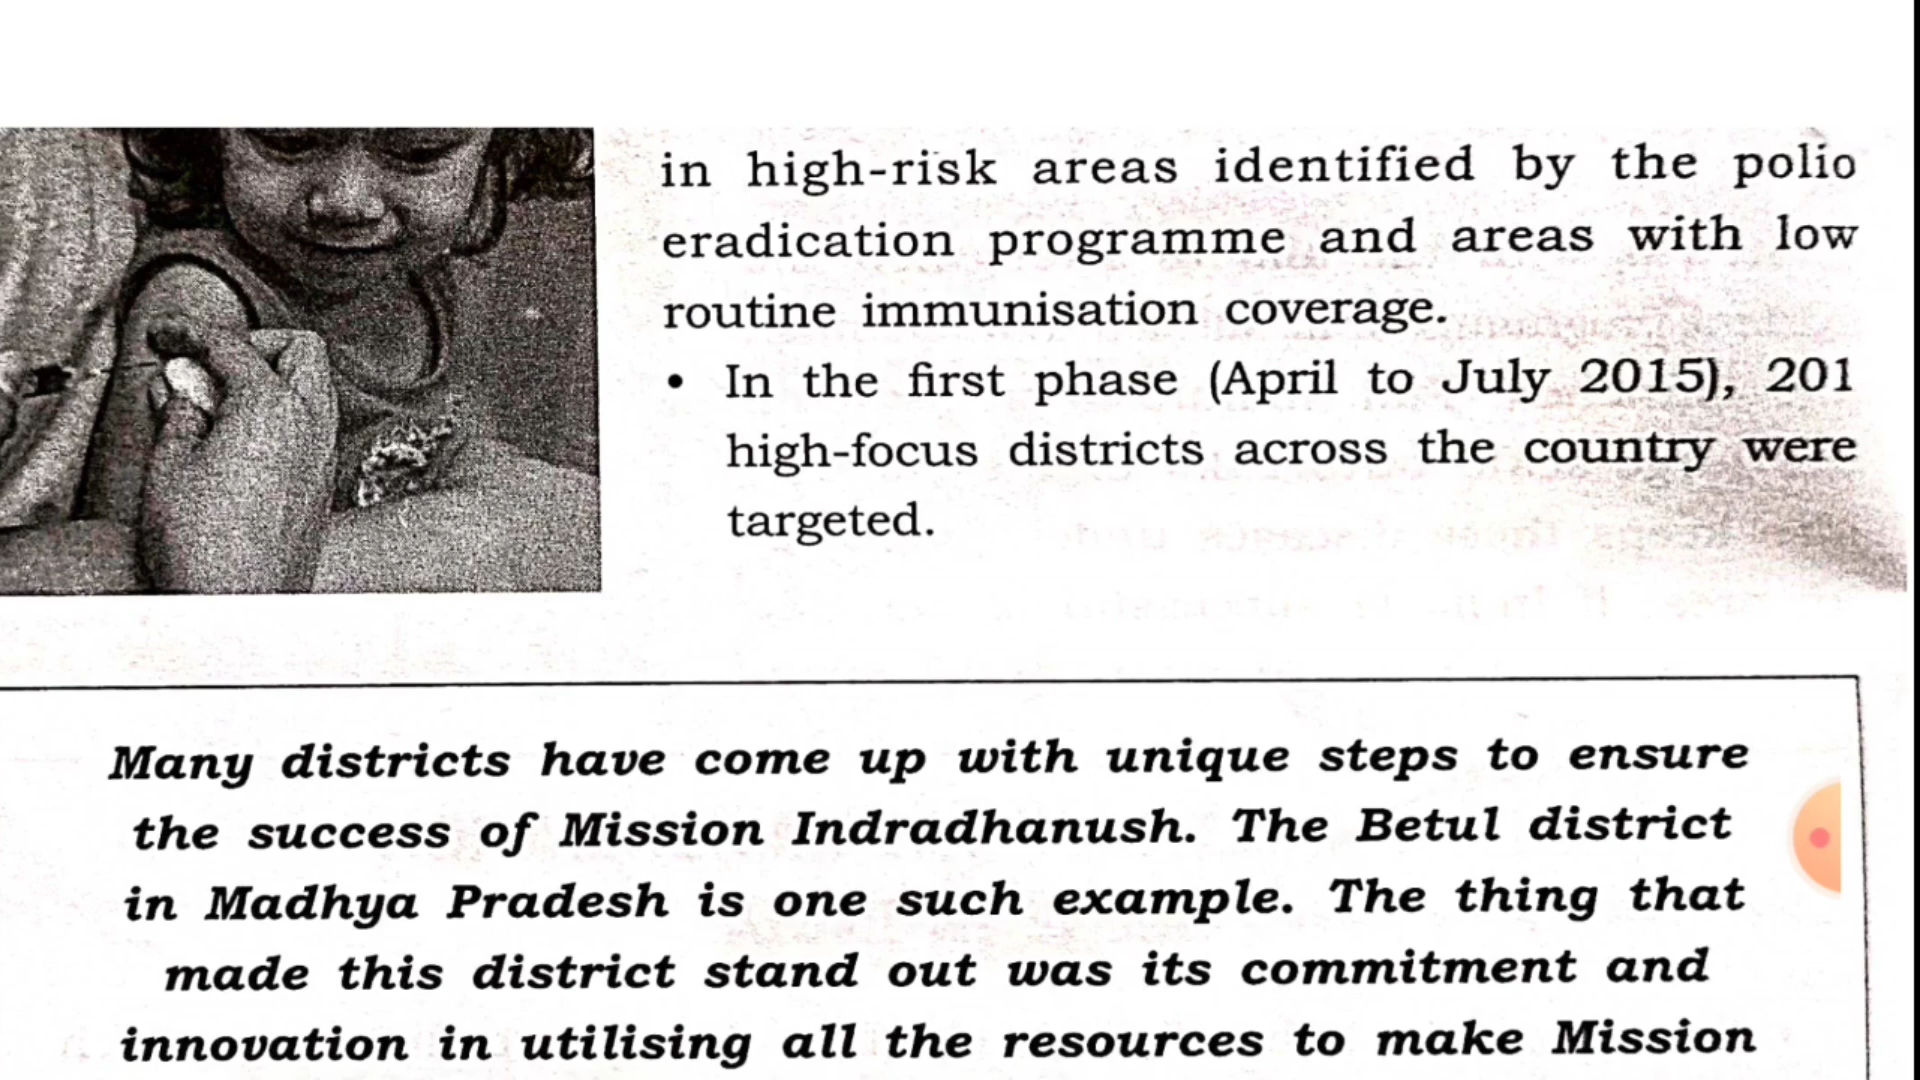 in high-risk areas identified by the polio
eradication programme and areas with low
routine immunisation coverage.
• In the first phase (April to July 2015), 201
high-focus districts across the country were
targeted.
Many districts have come up with unique steps to ensure
the success of Mission Indradhanush. The Betul district
in Madhya Pradesh is one such example. The thing that
made this district stand out was its commitment and
innovation in utilising all the resources to make Mission